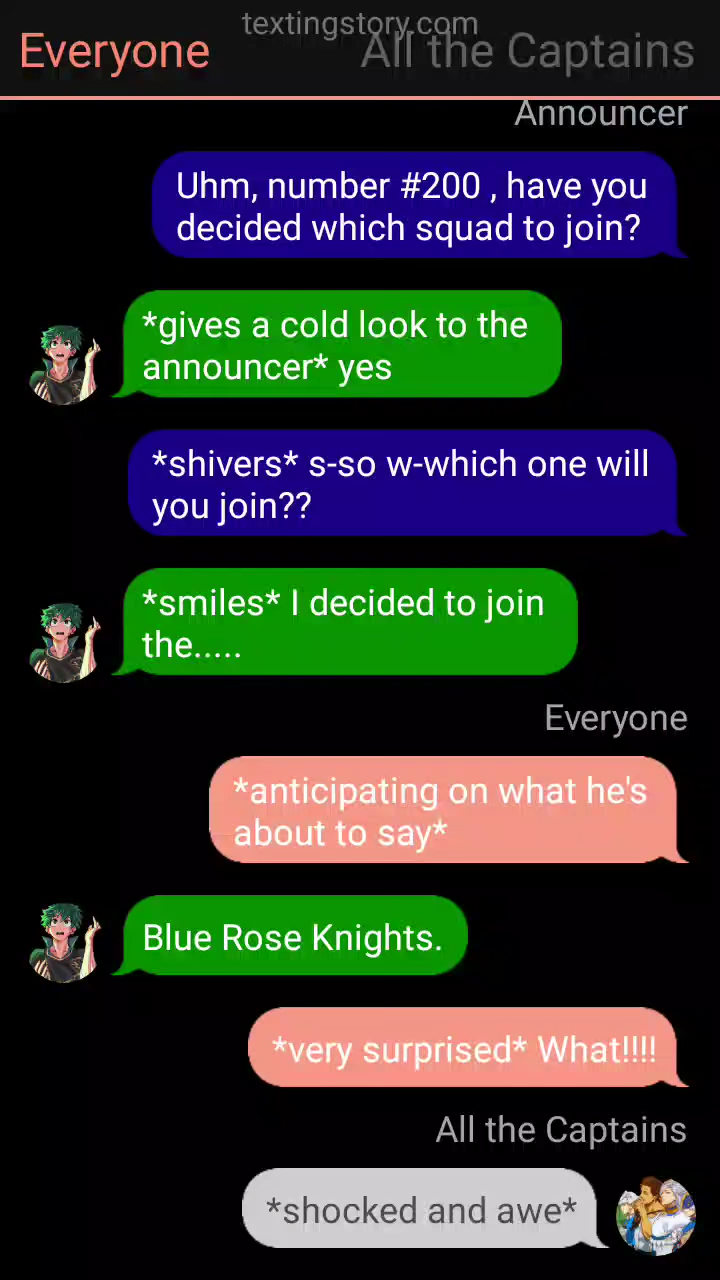 textingstory.com
Everyone
All the Captains
Announcer
Uhm, number #200 , have you
decided which squad to join?
*gives a cold look to the
announcer* yes
*shivers* s-so w-which one will
you join??
*smiles* I decided to join
the.....
Everyone
*anticipating on what he's
about to say*
Blue Rose Knights.
*very surprised* What!!!!
All the Captains
*shocked and awe*